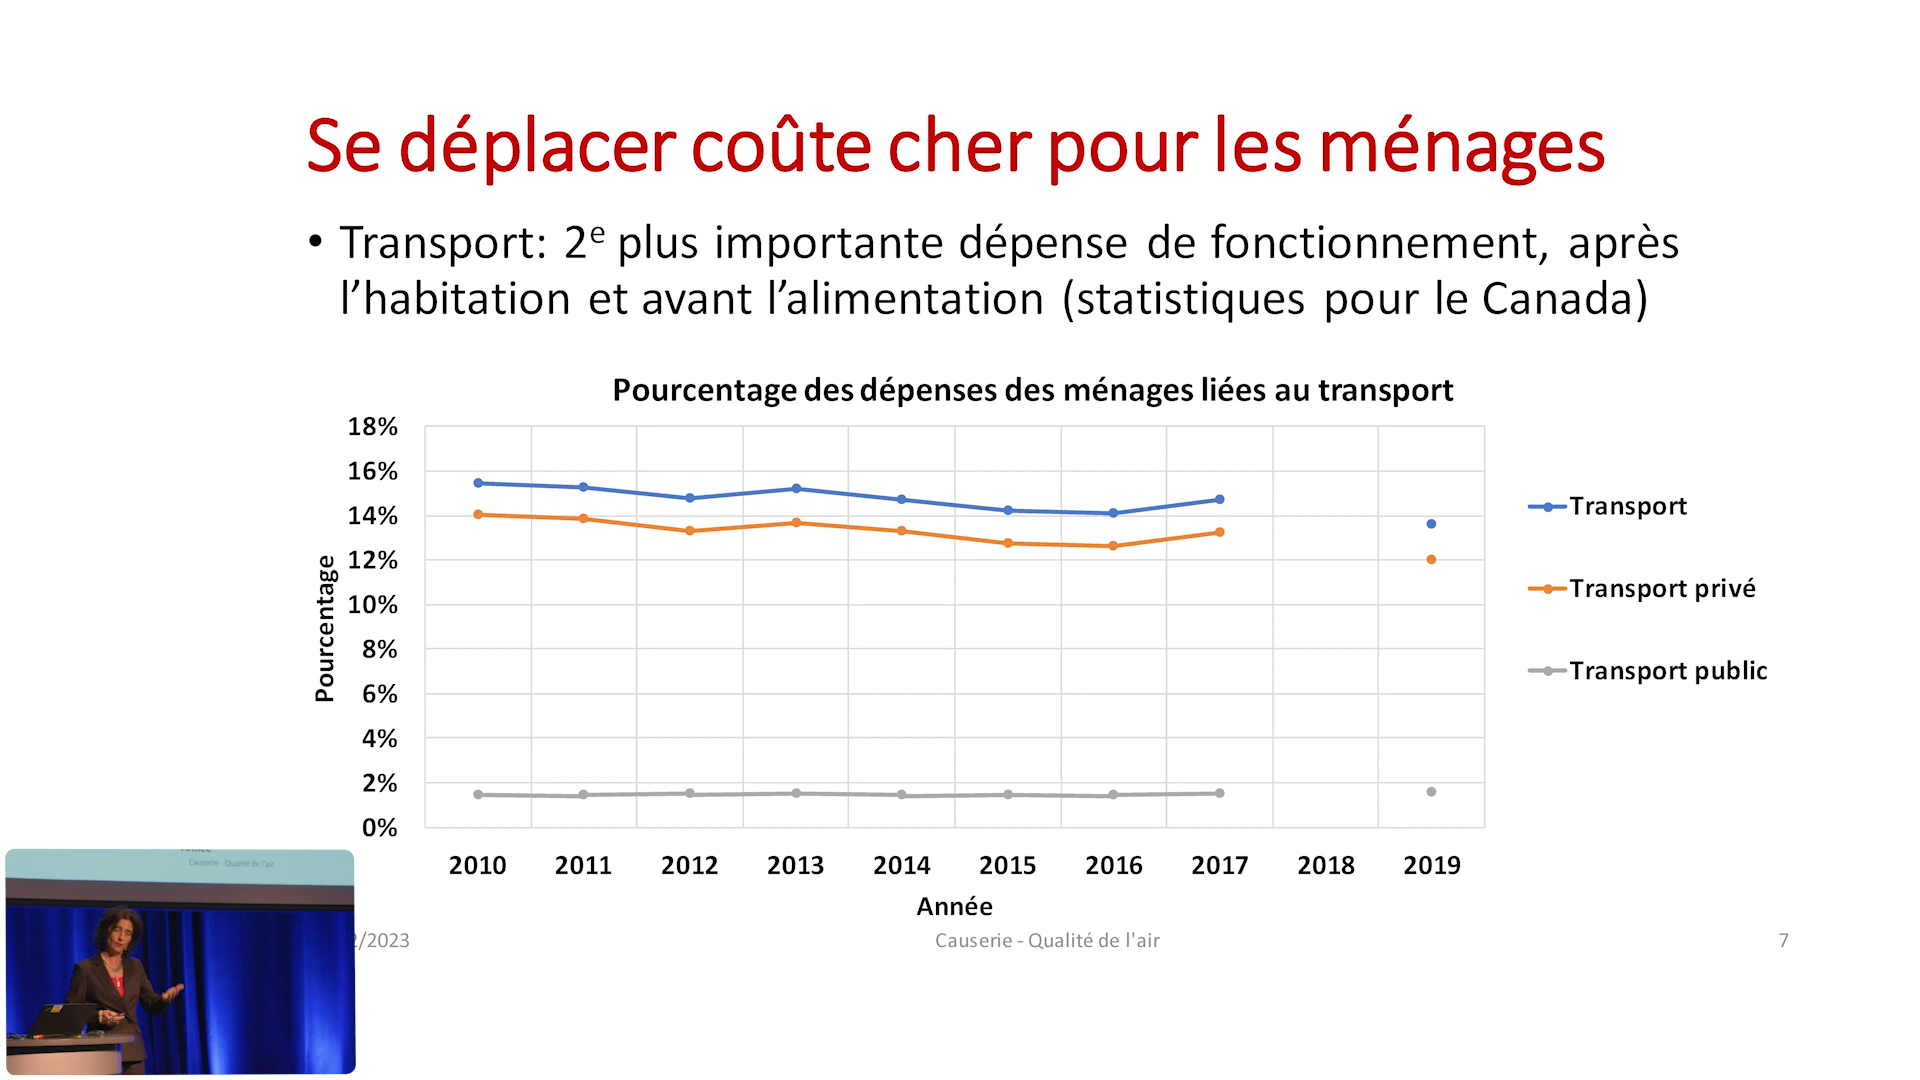 Se déplacer coûte cher pour les ménages
• Transport: 2e plus importante dépense de fonctionnement, après
l’habitation et avant l’alimentation (statistiques pour le Canada)
Pourcentage des dépenses des ménages liées au transport
Pourcentage
18%
16%
14%
12%
10%
8%
6%
4%
2%
0%
2010 2011 2012 2013 2014 2015 2016 2017 2018 2019
Année
Transport
Transport privé
Transport public
2/2023
Causerie - Qualité de l'air
7
Causerie - Qualité de l'air